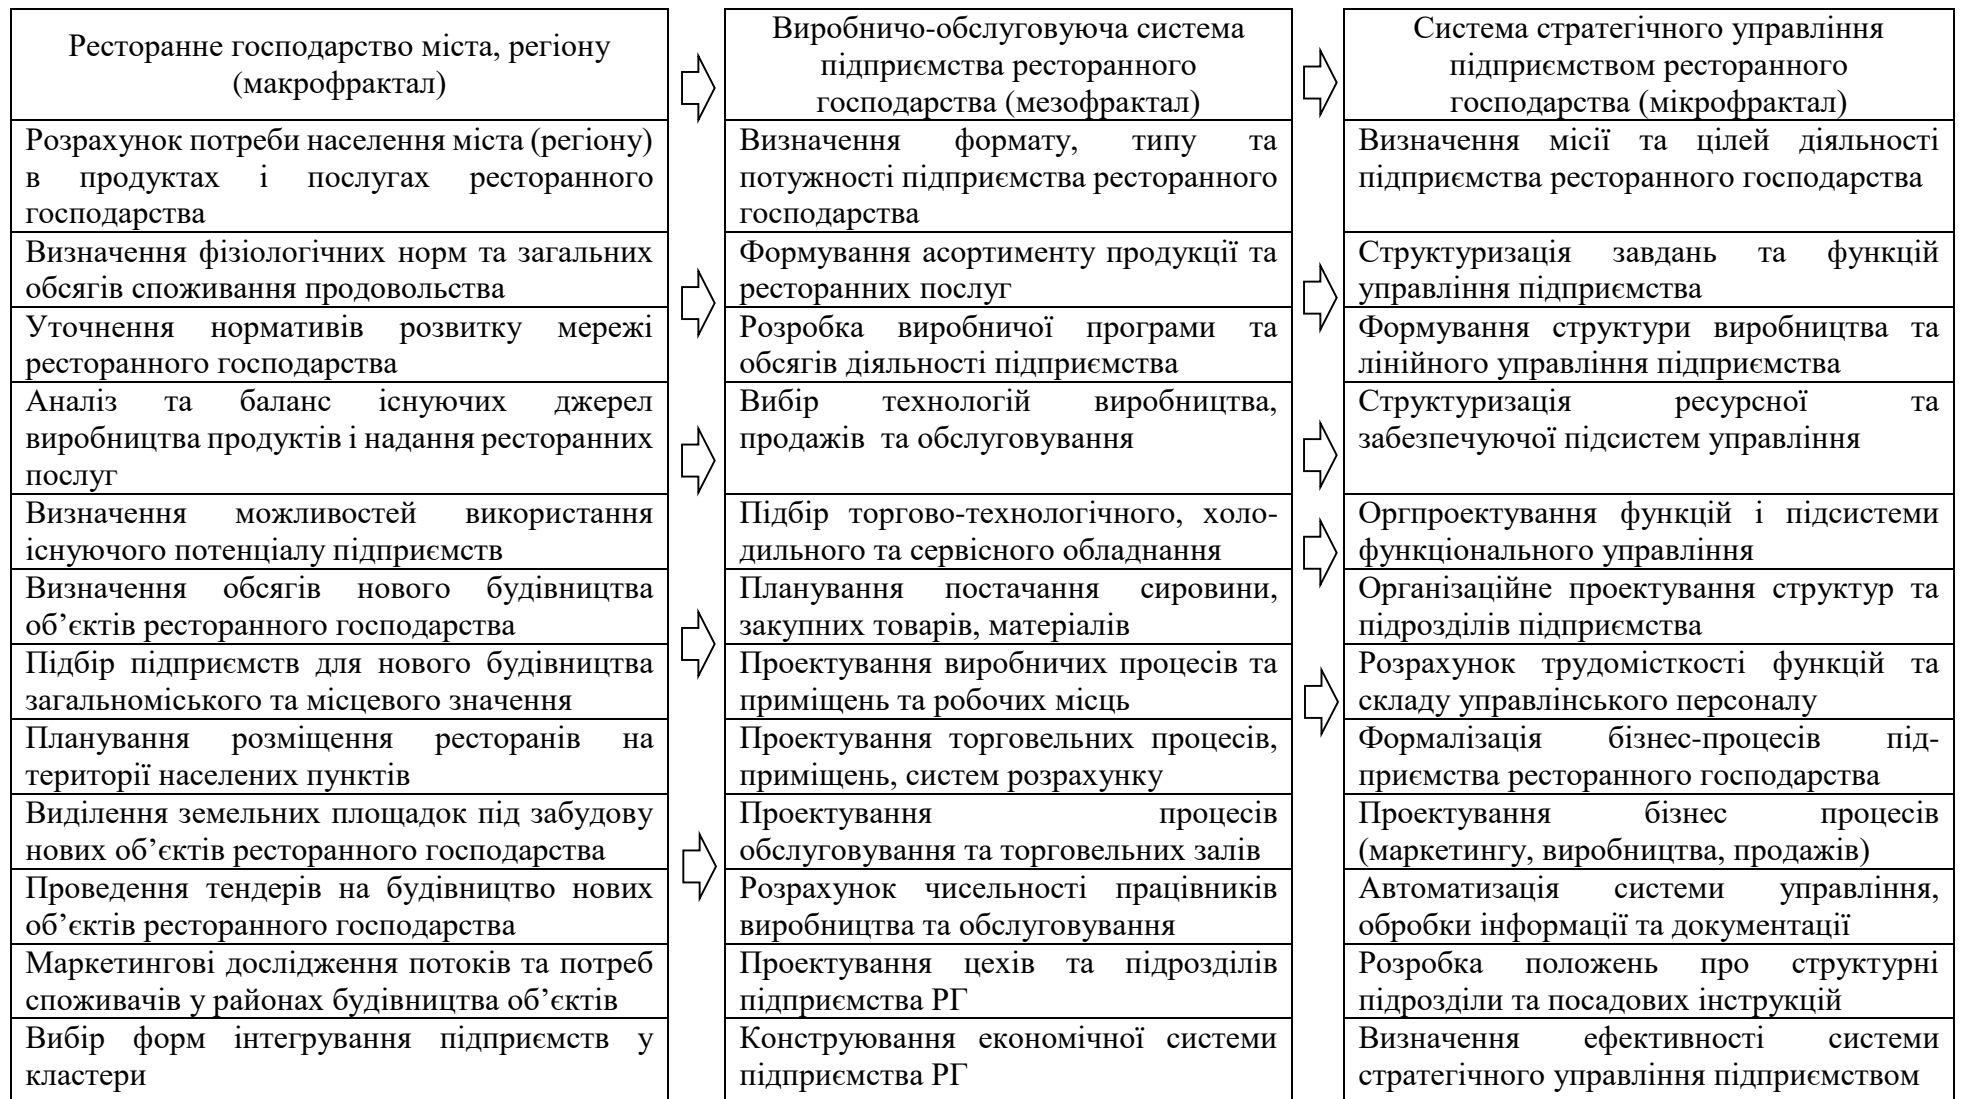 Ресторанне господарство міста, регіону
(макрофрактал)
Розрахунок потреби населення міста (регіону)
в продуктах і послугах ресторанного
господарства
Визначення фізіологічних норм та загальних
обсягів споживання продовольства
Уточнення нормативів розвитку мережі
ресторанного господарства
Аналіз та баланс існуючих джерел
виробництва продуктів і надання ресторанних
послуг
Визначення можливостей використання
існуючого потенціалу підприємств
Визначення обсягів нового будівництва
об’єктів ресторанного господарства
Підбір підприємств для нового будівництва
загальноміського та місцевого значення
Планування розміщення ресторанів на
території населених пунктів
Виділення земельних площадок під забудову
нових об’єктів ресторанного господарства
Проведення тендерів на будівництво нових
об’єктів ресторанного господарства
Маркетингові дослідження потоків та потреб
споживачів у районах будівництва об’єктів
Вибір форм інтегрування підприємств у
кластери
Виробничо-обслуговуюча система
підприємства ресторанного
господарства (мезофрактал)
Визначення формату, типу та
потужності підприємства ресторанного
господарства
Формування асортименту продукції та
ресторанних послуг
Розробка виробничої програми та
обсягів діяльності підприємства
Вибір технологій виробництва,
продажів та обслуговування
Підбір торгово-технологічного, холо-
дильного та сервісного обладнання
Планування постачання сировини,
закупних товарів, матеріалів
Проектування виробничих процесів та
приміщень та робочих місць
Проектування торговельних процесів,
приміщень, систем розрахунку
Проектування процесів
обслуговування та торговельних залів
Розрахунок чисельності працівників
виробництва та обслуговування
Проектування цехів та підрозділів
підприємства РГ
Конструювання економічної системи
підприємства РГ
Система стратегічного управління
підприємством ресторанного
господарства (мікрофрактал)
Визначення місії та цілей діяльності
підприємства ресторанного господарства
Структуризація завдань та функцій
управління підприємства
Формування структури виробництва та
лінійного управління підприємства
Структуризація ресурсної та
забезпечуючої підсистем управління
Оргпроектування функцій і підсистеми
функціонального управління
Організаційне проектування структур та
підрозділів підприємства
Розрахунок трудомісткості функцій та
складу управлінського персоналу
Формалізація бізнес-процесів під-
приємства ресторанного господарства
Проектування бізнес процесів
(маркетингу, виробництва, продажів)
Автоматизація системи управління,
обробки інформації та документації
Розробка положень про структурні
підрозділи та посадових інструкцій
Визначення ефективності системи
стратегічного управління підприємством